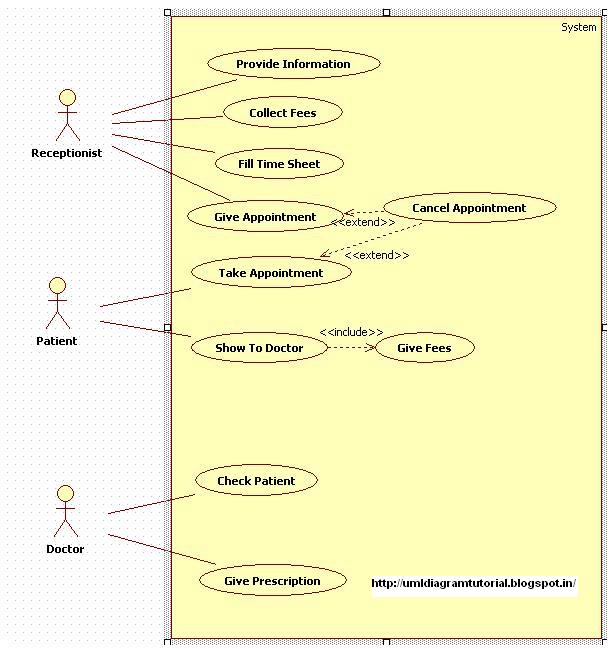 System
Provide Information
Collect Fees
Receptionist
Fill Time Sheet
Give Appointment
Cancel Appointment
<<extend>>
Take Appointment
<<extend>>
Patient
Show To Doctor
<<include>>
Give Fees
Check Patient
Doctor
Give Prescription
http://umldiagramtutorial.blogspot.in/